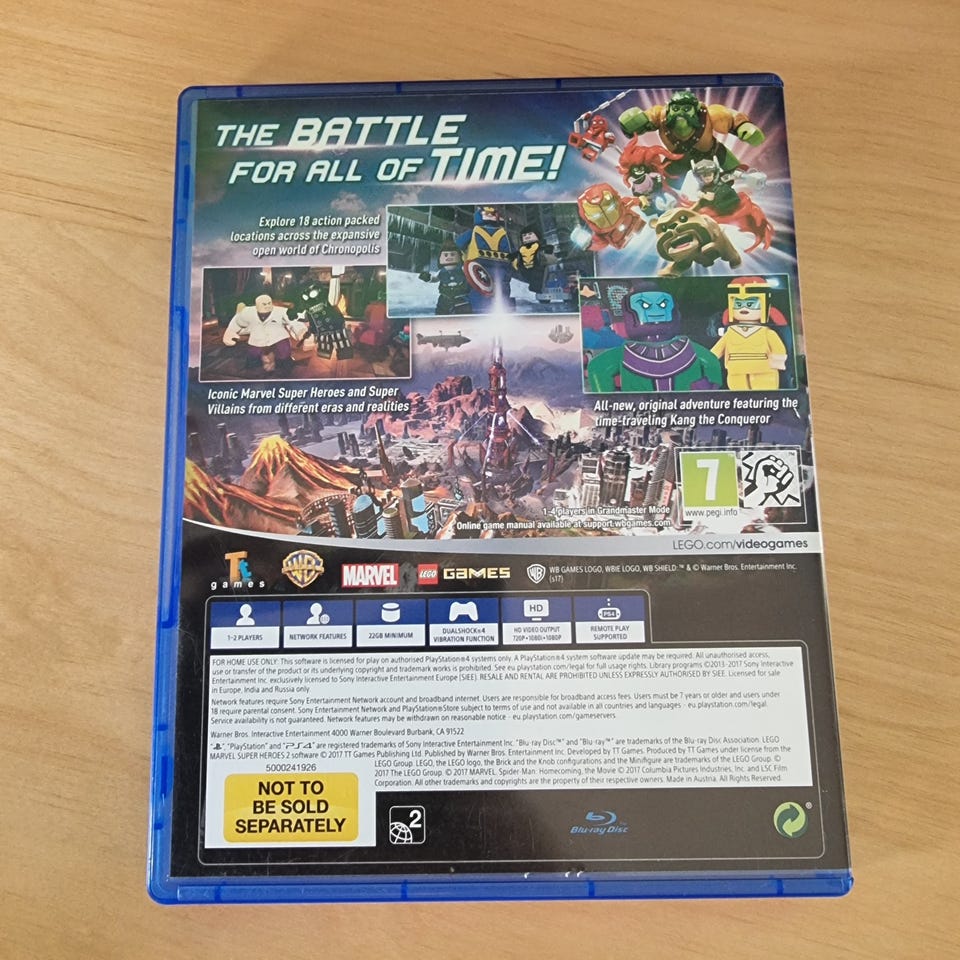 THE BATTLE
FOR ALL OF TIME!
Explore 18 action packed
locations across the expansive
open world of Chronopolis
Iconic Marvel Super Heroes and Super
Villains from different eras and realities
All-new, original adventure featuring the
time-traveling Kang the Conqueror
7
www.pegi.info
1-4 players in Grandmaster Mode
Online game manual available at support.wbgames.com
LEGO.com/videogames
Tt games
WB
MARVEL
LEGO GAMES
WB GAMES LOGO, WBIE LOGO, WB SHIELD: ™ & © Warner Bros. Entertainment Inc.
(s17)
1-2 PLAYERS
NETWORK FEATURES
22GB MINIMUM
DUALSHOCK®4
VIBRATION FUNCTION
HD
HD VIDEO OUTPUT
720P•1080i•1080P
PS4
REMOTE PLAY
SUPPORTED
FOR HOME USE ONLY: This software is licensed for play on authorised PlayStation®4 systems only. A PlayStation®4 system software update may be required. All unauthorised access,
use or transfer of the product or its underlying copyright and trademark works is prohibited. See eu.playstation.com/legal for full usage rights. Library programs ©2013-2017 Sony Interactive
Entertainment Inc. exclusively licensed to Sony Interactive Entertainment Europe (SIEE). RESALE AND RENTAL ARE PROHIBITED UNLESS EXPRESSLY AUTHORISED BY SIEE. Licensed for sale
in Europe, India and Russia only.
Network features require Sony Entertainment Network account and broadband internet. Users are responsible for broadband access fees. Users must be 7 years or older and users under
18 require parental consent. Sony Entertainment Network and PlayStation®Store subject to terms of use and not available in all countries and languages - eu.playstation.com/legal.
Service availability is not guaranteed. Network features may be withdrawn on reasonable notice - eu.playstation.com/gameservers.
Warner Bros. Interactive Entertainment 4000 Warner Boulevard Burbank, CA 91522
"PlayStation" and "PS4" are registered trademarks of Sony Interactive Entertainment Inc. "Blu-ray Disc™" and "Blu-ray™" are trademarks of the Blu-ray Disc Association. LEGO
MARVEL SUPER HEROES 2 software © 2017 TT Games Publishing Ltd. Published by Warner Bros. Entertainment Inc. Developed by TT Games. Produced by TT Games under license from the
LEGO Group. LEGO, the LEGO logo, the Brick and the Knob configurations and the Minifigure are trademarks of the LEGO Group. ©
2017 The LEGO Group. © 2017 MARVEL. Spider-Man: Homecoming, the Movie © 2017 Columbia Pictures Industries, Inc. and LSC Film
Corporation. All other trademarks and copyrights are the property of their respective owners. Made in Austria. All Rights Reserved.
5000241926
NOT TO
BE SOLD
SEPARATELY
2
Blu-ray Disc™